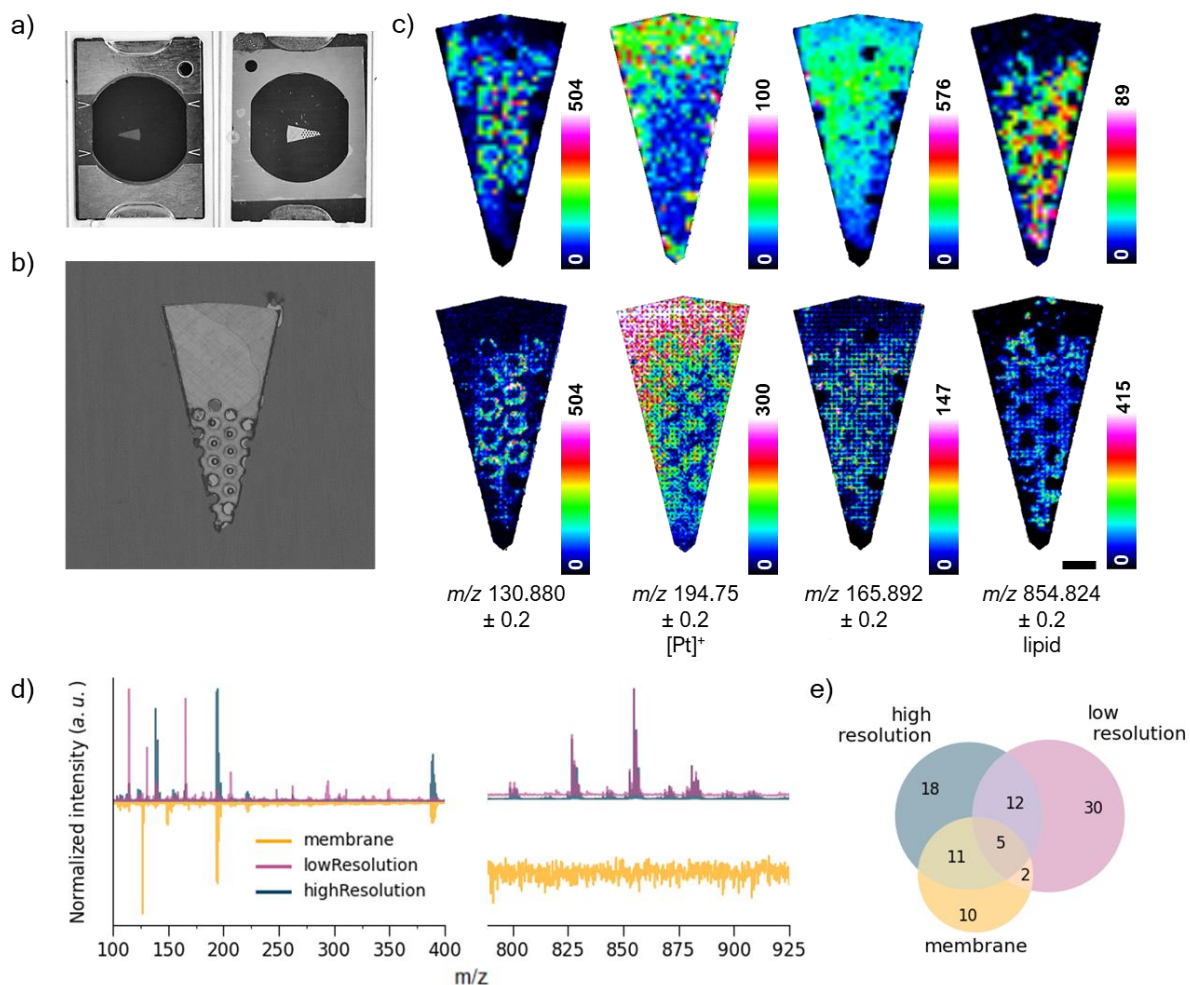 a)
c)
504
0
100
0
576
0
89
0
b)
504
0
300
0
147
0
415
0
m/z 130.880
± 0.2
m/z 194.75
± 0.2
[Pt]⁺
m/z 165.892
± 0.2
m/z 854.824
± 0.2
lipid
d)
Normalized intensity (a. u.)
membrane
lowResolution
highResolution
100 150 200 250 300 350 400 800 825 850 875 900 925
m/z
e)
high
resolution
low
resolution
18
12
30
5
11
2
10
membrane